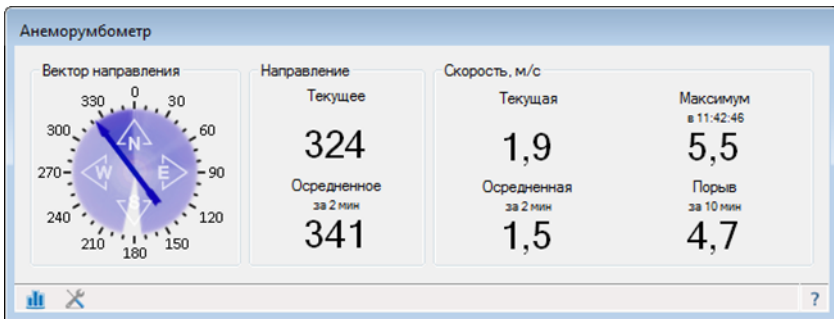 Анеморумбометр
Вектор направления
0
330
30
300
60
N
270
W
E
90
S
240
120
210
150
180
Направление
Текущее
324
Осредненное
за 2 мин
341
Скорость, м/с
Текущая
1,9
Максимум
в 11:42:46
5,5
Осредненная
за 2 мин
1,5
Порыв
за 10 мин
4,7
?